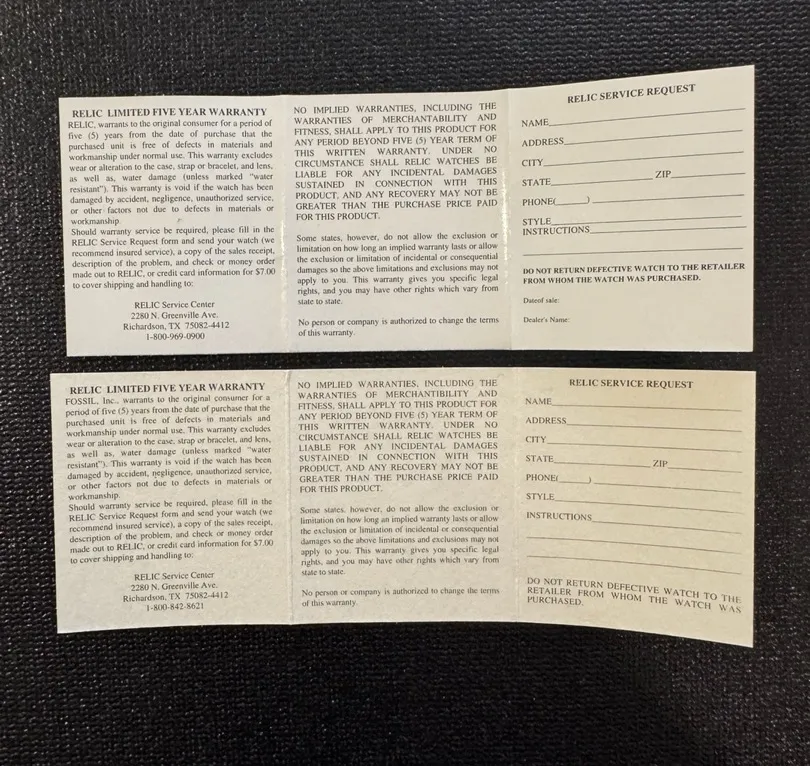 RELIC LIMITED FIVE YEAR WARRANTY
RELIC, warrants to the original consumer for a period of
five (5) years from the date of purchase that the
purchased unit is free of defects in materials and
workmanship under normal use. This warranty excludes
wear or alteration to the case, strap or bracelet, and lens,
as well as, water damage (unless marked "water
resistant"). This warranty is void if the watch has been
damaged by accident, negligence, unauthorized service,
or other factors not due to defects in materials or
workmanship.
Should warranty service be required, please fill in the
RELIC Service Request form and send your watch (we
recommend insured service), a copy of the sales receipt,
description of the problem, and check or money order
made out to RELIC, or credit card information for $7.00
to cover shipping and handling to:
RELIC Service Center
2280 N. Greenville Ave.
Richardson, TX 75082-4412
1-800-969-0900
NO IMPLIED WARRANTIES, INCLUDING THE
WARRANTIES OF MERCHANTABILITY AND
FITNESS, SHALL APPLY TO THIS PRODUCT FOR
ANY PERIOD BEYOND FIVE (5) YEAR TERM OF
THIS WRITTEN WARRANTY. UNDER NO
CIRCUMSTANCE SHALL RELIC WATCHES BE
LIABLE FOR ANY INCIDENTAL DAMAGES
SUSTAINED IN CONNECTION WITH THIS
PRODUCT, AND ANY RECOVERY MAY NOT BE
GREATER THAN THE PURCHASE PRICE PAID
FOR THIS PRODUCT.
Some states, however, do not allow the exclusion or
limitation on how long an implied warranty lasts or allow
the exclusion or limitation of incidental or consequential
damages so the above limitations and exclusions may not
apply to you. This warranty gives you specific legal
rights, and you may have other rights which vary from
state to state.
No person or company is authorized to change the terms
of this warranty.
RELIC SERVICE REQUEST
NAME
ADDRESS
CITY
STATE ZIP
PHONE( )
STYLE
INSTRUCTIONS
DO NOT RETURN DEFECTIVE WATCH TO THE RETAILER
FROM WHOM THE WATCH WAS PURCHASED.
Dateof sale:
Dealer's Name:
RELIC LIMITED FIVE YEAR WARRANTY
FOSSIL, Inc., warrants to the original consumer for a
period of five (5) years from the date of purchase that the
purchased unit is free of defects in materials and
workmanship under normal use. This warranty excludes
wear or alteration to the case, strap or bracelet, and lens,
as well as, water damage (unless marked "water
resistant"). This warranty is void if the watch has been
damaged by accident, negligence, unauthorized service,
or other factors not due to defects in materials or
workmanship.
Should warranty service be required, please fill in the
RELIC Service Request form and send your watch (we
recommend insured service), a copy of the sales receipt,
description of the problem, and check or money order
made out to RELIC, or credit card information for $7.00
to cover shipping and handling to:
RELIC Service Center
2280 N. Greenville Ave.
Richardson, TX 75082-4412
1-800-842-8621
NO IMPLIED WARRANTIES, INCLUDING THE
WARRANTIES OF MERCHANTIBILITY AND
FITNESS, SHALL APPLY TO THIS PRODUCT FOR
ANY PERIOD BEYOND FIVE (5) YEAR TERM OF
THIS WRITTEN WARRANTY. UNDER NO
CIRCUMSTANCE SHALL RELIC WATCHES BE
LIABLE FOR ANY INCIDENTAL DAMAGES
SUSTAINED IN CONNECTION WITH THIS
PRODUCT, AND ANY RECOVERY MAY NOT BE
GREATER THAN THE PURCHASE PRICE PAID
FOR THIS PRODUCT.
Some states, however, do not allow the exclusion or
limitation on how long an implied warranty lasts or allow
the exclusion or limitation of incidental or consequential
damages so the above limitations and exclusions may not
apply to you. This warranty gives you specific legal
rights, and you may have other rights which vary from
state to state.
No person or company is authorized to change the terms
of this warranty.
RELIC SERVICE REQUEST
NAME
ADDRESS
CITY
STATE ZIP
PHONE( )
STYLE
INSTRUCTIONS
DO NOT RETURN DEFECTIVE WATCH TO THE
RETAILER FROM WHOM THE WATCH WAS
PURCHASED.